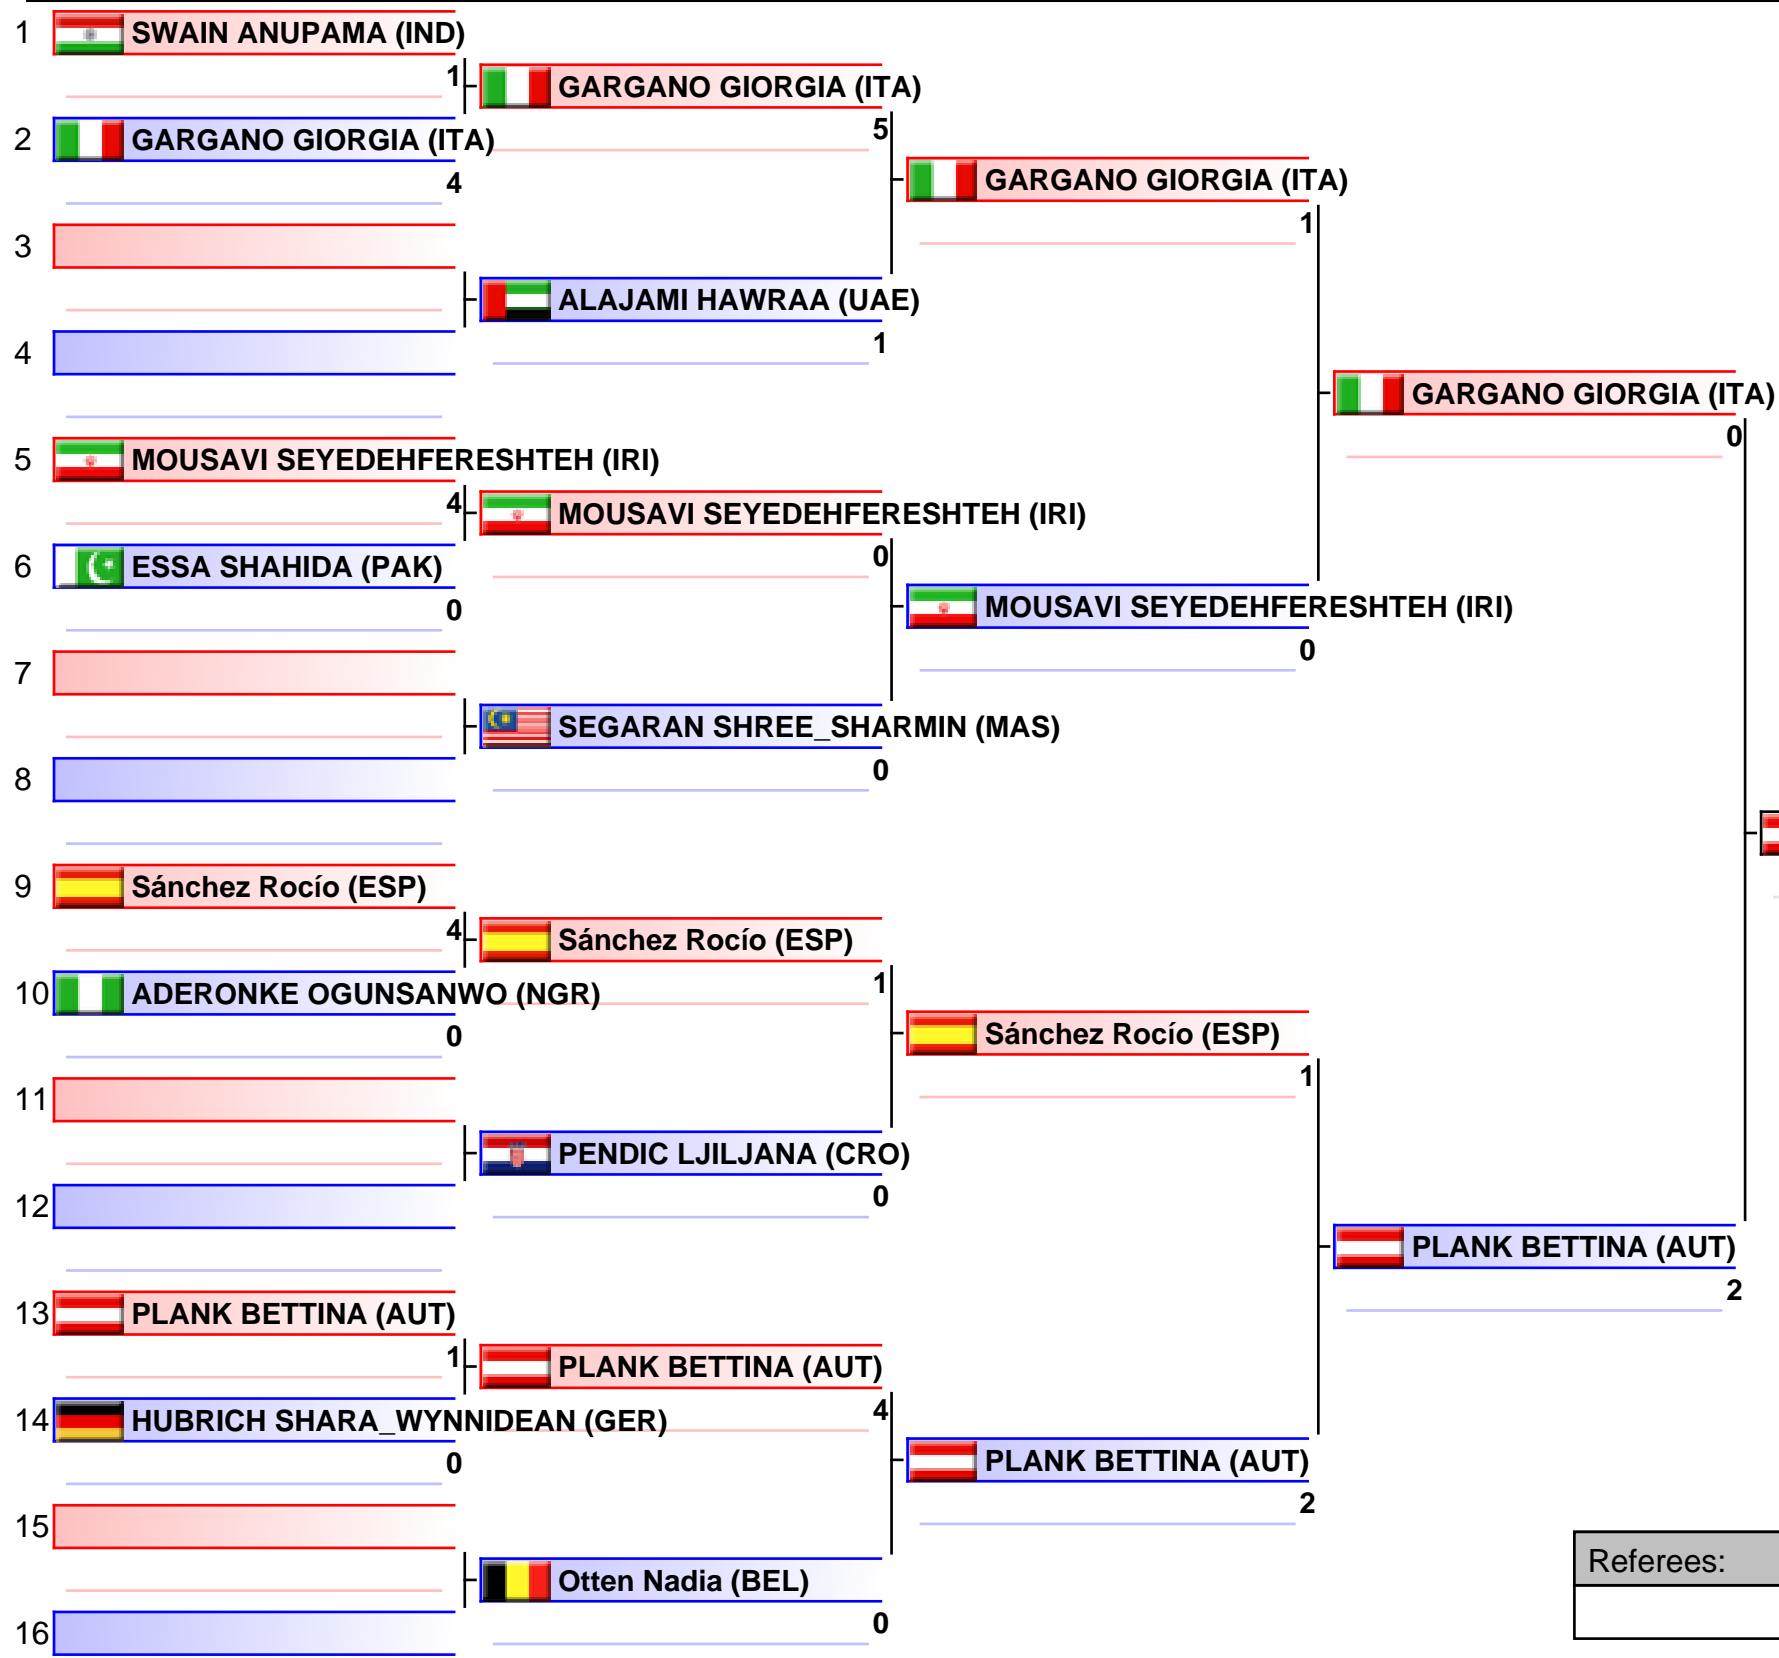 1 SWAIN ANUPAMA (IND)
1
GARGANO GIORGIA (ITA)
5
2 GARGANO GIORGIA (ITA)
4
GARGANO GIORGIA (ITA)
1
3
ALAJAMI HAWRAA (UAE)
1
4
GARGANO GIORGIA (ITA)
0
5 MOUSAVI SEYEDEHFERESHTEH (IRI)
4
MOUSAVI SEYEDEHFERESHTEH (IRI)
0
6 ESSA SHAHIDA (PAK)
0
MOUSAVI SEYEDEHFERESHTEH (IRI)
0
7
SEGARAN SHREE_SHARMIN (MAS)
0
8
9 Sánchez Rocío (ESP)
4
Sánchez Rocío (ESP)
1
10 ADERONKE OGUNSANWO (NGR)
0
Sánchez Rocío (ESP)
1
11
PENDIC LJILJANA (CRO)
0
12
PLANK BETTINA (AUT)
2
13 PLANK BETTINA (AUT)
1
PLANK BETTINA (AUT)
4
14 HUBRICH SHARA_WYNNIDEAN (GER)
0
PLANK BETTINA (AUT)
2
15
Otten Nadia (BEL)
0
16
Referees: